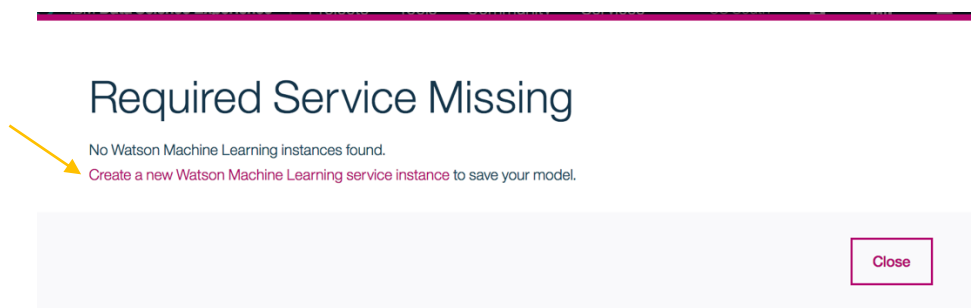 Required Service Missing
No Watson Machine Learning instances found.
Create a new Watson Machine Learning service instance to save your model.
Close